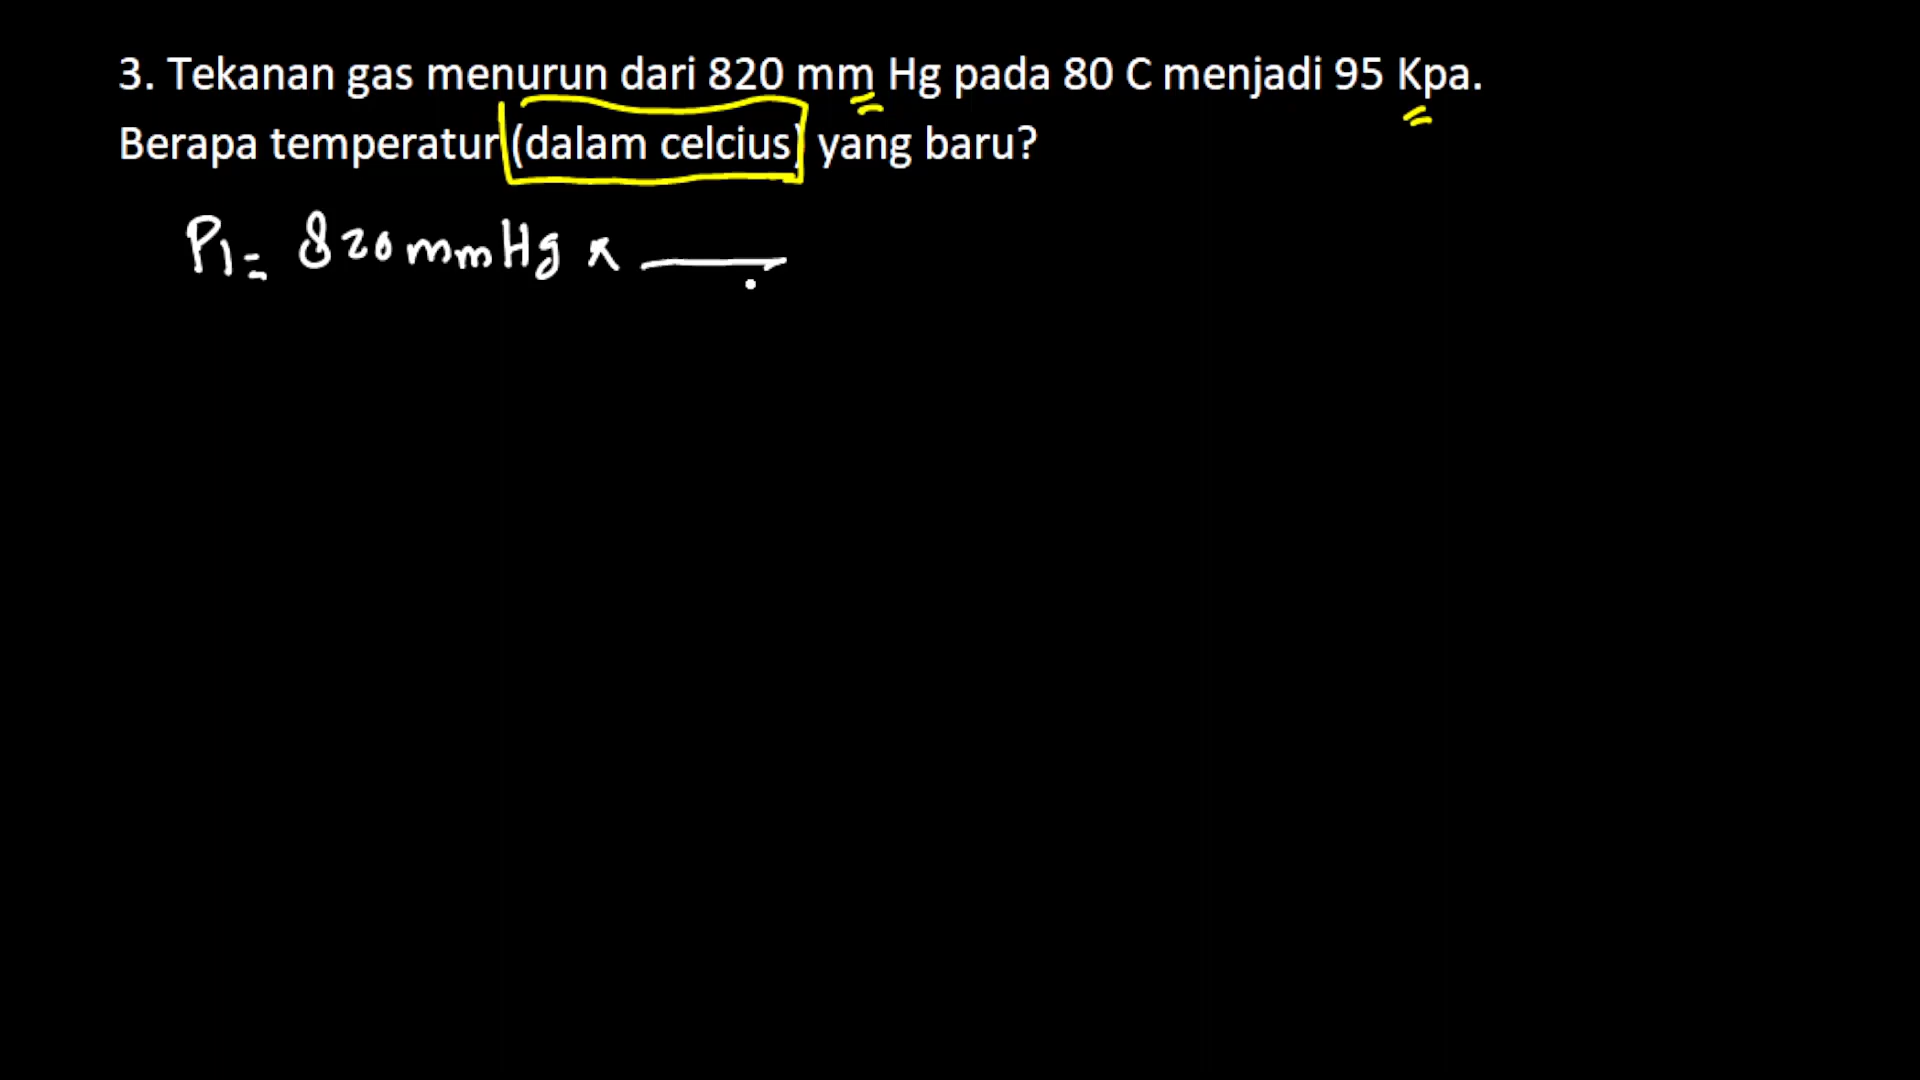 3. Tekanan gas menurun dari 820 mm Hg pada 80 C menjadi 95 Kpa.
Berapa temperatur (dalam celcius) yang baru?
P1 = 820 mmHg x